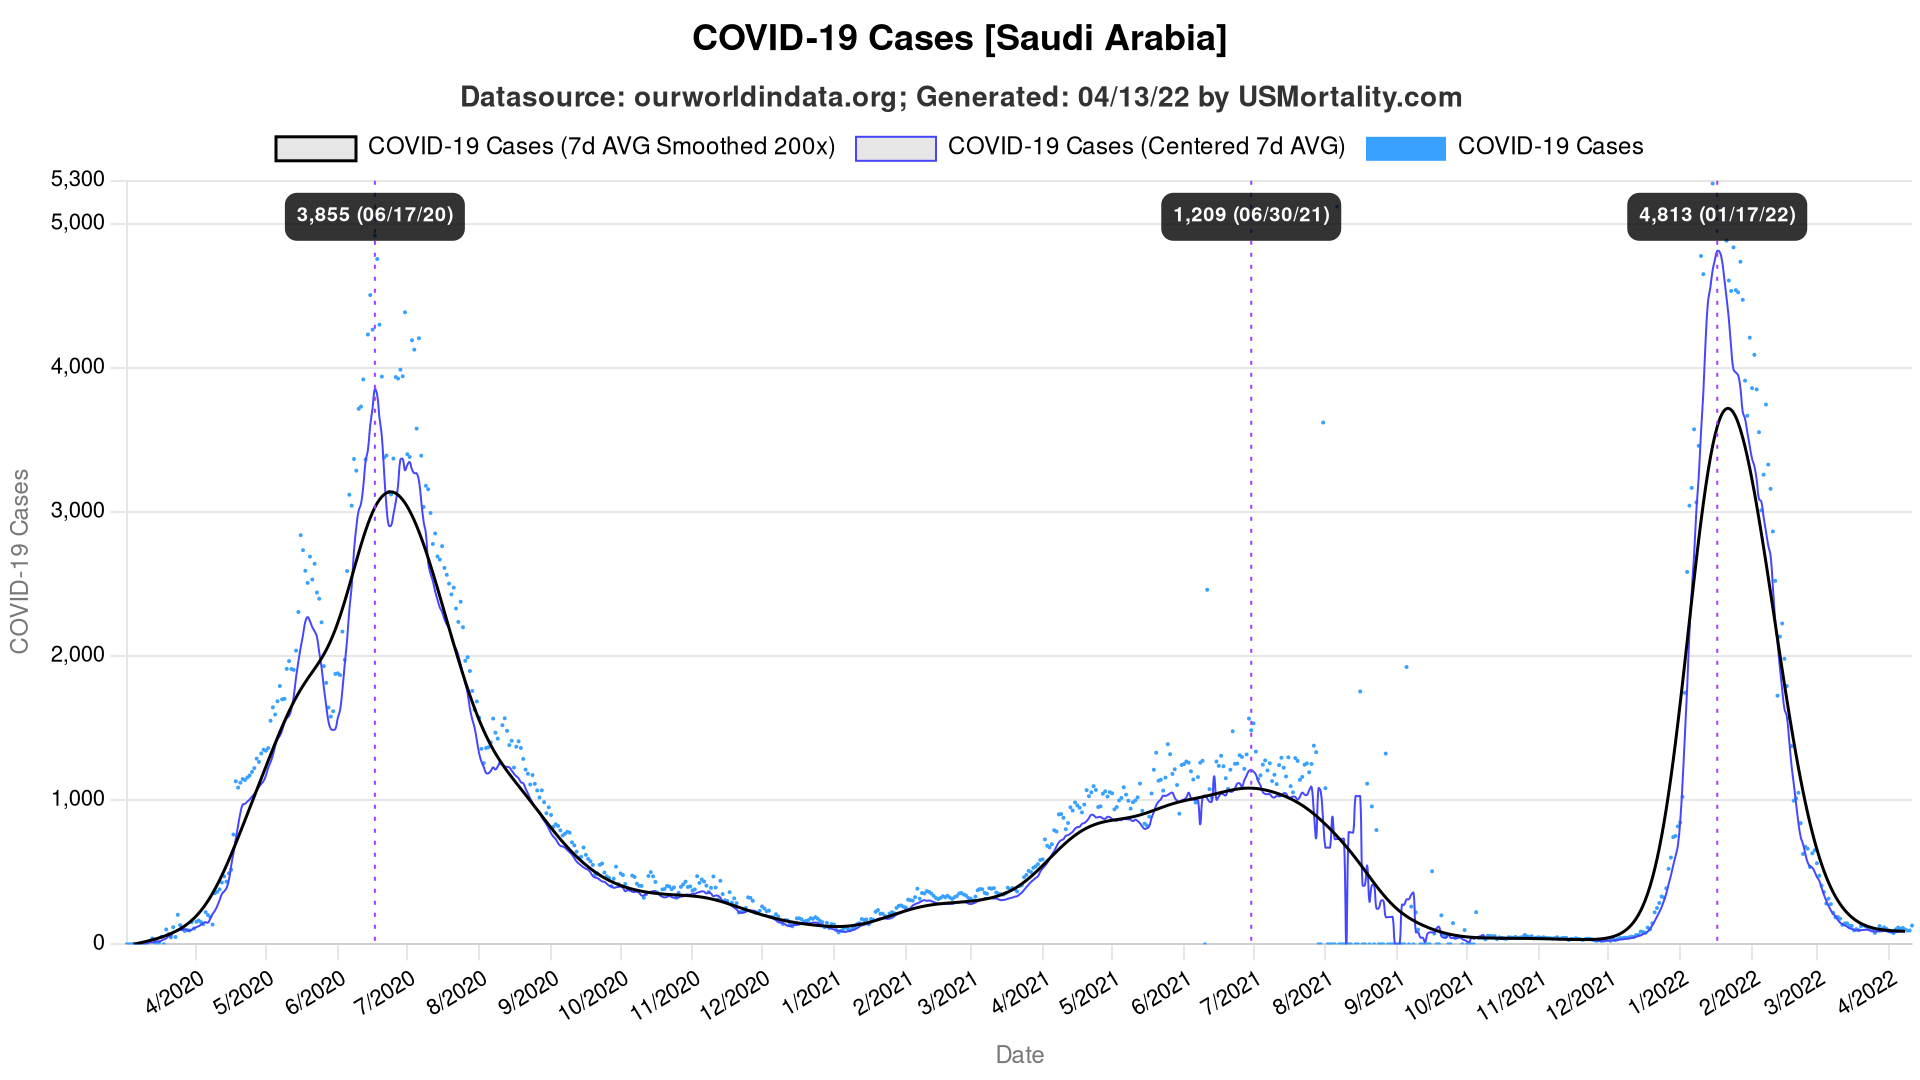 COVID-19 Cases [Saudi Arabia]
Datasource: ourworldindata.org; Generated: 04/13/22 by USMortality.com
COVID-19 Cases (7d AVG Smoothed 200x) COVID-19 Cases (Centered 7d AVG) COVID-19 Cases
5,300
3,855 (06/17/20) 1,209 (06/30/21) 4,813 (01/17/22)
5,000
4,000
3,000
COVID-19 Cases
2,000
1,000
0
4/2020 5/2020 6/2020 7/2020 8/2020 9/2020 10/2020 11/2020 12/2020 1/2021 2/2021 3/2021 4/2021 5/2021 6/2021 7/2021 8/2021 9/2021 10/2021 11/2021 12/2021 1/2022 2/2022 3/2022 4/2022
Date